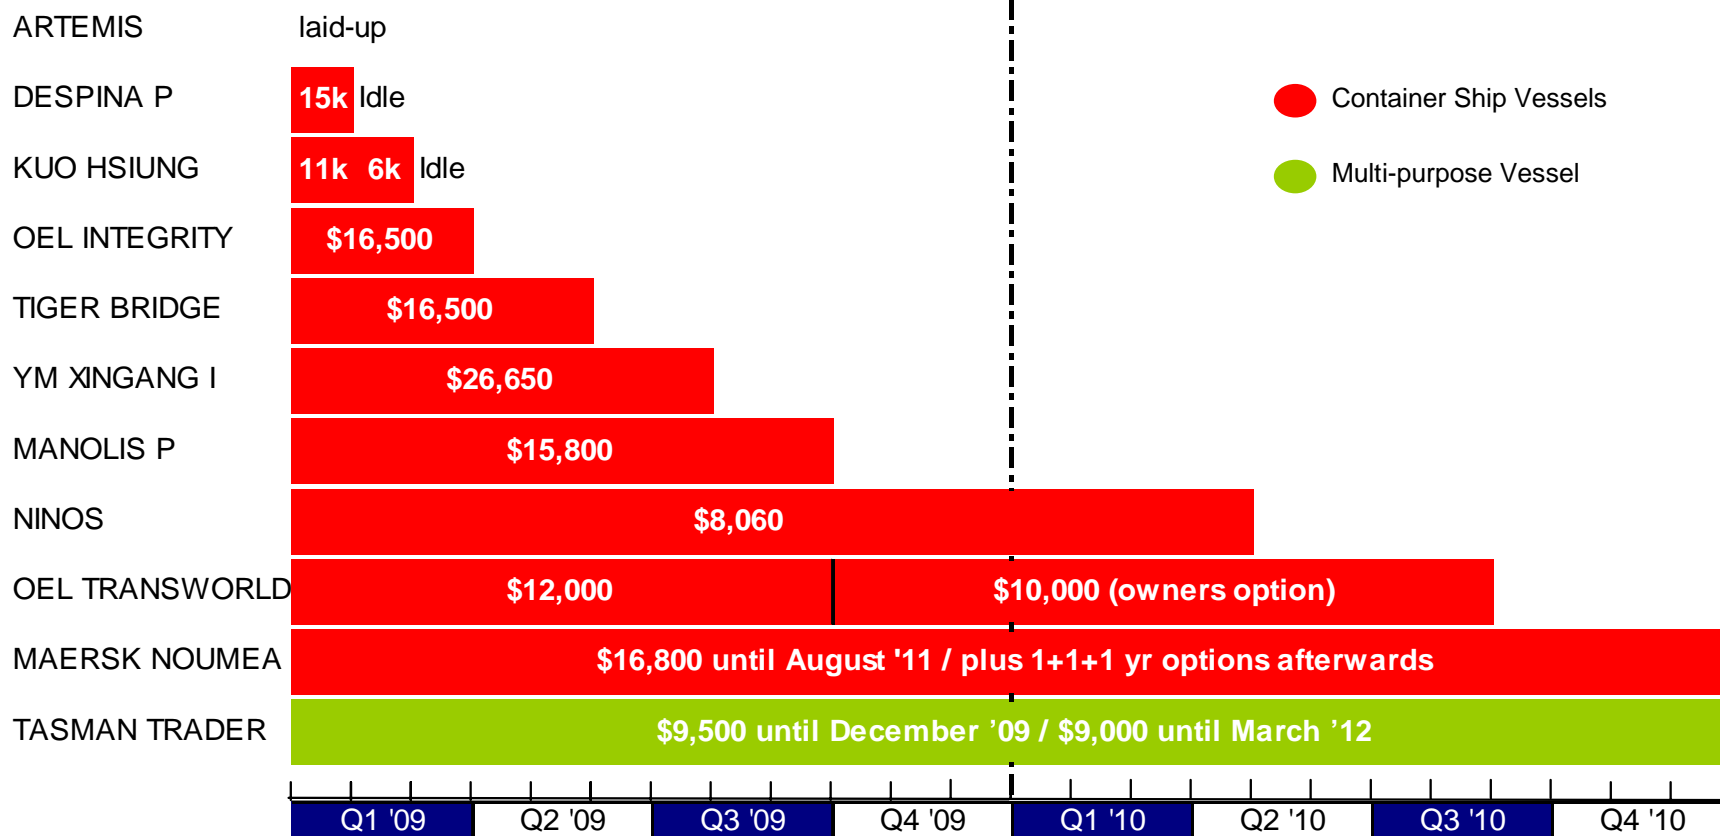 ARTEMIS laid-up
DESPINA P 15k Idle
Container Ship Vessels
KUO HSIUNG 11k 6k Idle
Multi-purpose Vessel
OEL INTEGRITY $16,500
TIGER BRIDGE $16,500
YM XINGANG I $26,650
MANOLIS P $15,800
NINOS $8,060
OEL TRANSWORLD $12,000 $10,000 (owners option)
MAERSK NOUMEA $16,800 until August '11 / plus 1+1+1 yr options afterwards
TASMAN TRADER $9,500 until December ’09 / $9,000 until March ’12
Q1 '09 Q2 '09 Q3 '09 Q4 '09 Q1 '10 Q2 '10 Q3 '10 Q4 '10